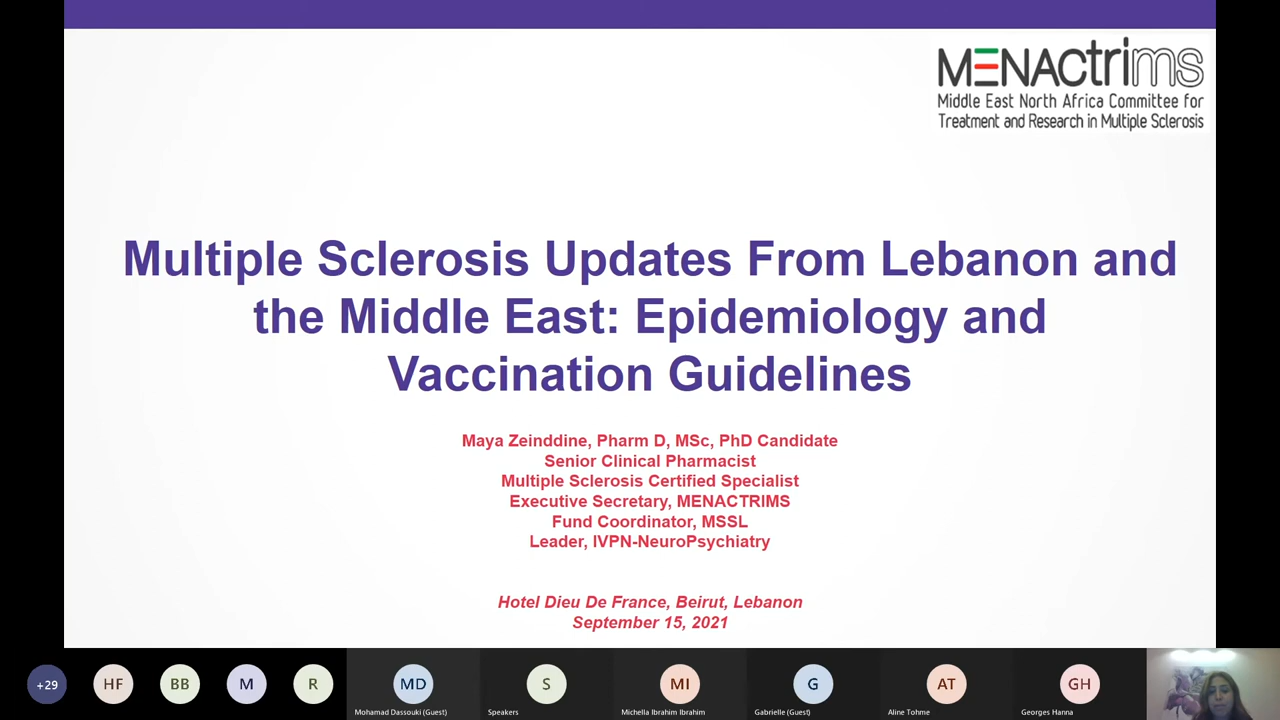 MENACtrims
Middle East North Africa Committee for
Treatment and Research in Multiple Sclerosis
Multiple Sclerosis Updates From Lebanon and
the Middle East: Epidemiology and
Vaccination Guidelines
Maya Zeinddine, Pharm D, MSc, PhD Candidate
Senior Clinical Pharmacist
Multiple Sclerosis Certified Specialist
Executive Secretary, MENACTRIMS
Fund Coordinator, MSSL
Leader, IVPN-NeuroPsychiatry
Hotel Dieu De France, Beirut, Lebanon
September 15, 2021
+29 HF BB M R MD S MI G AT GH
Mohamad Dassouki (Guest) Speakers Michella Ibrahim Ibrahim Gabrielle (Guest) Aline Tohme Georges Hanna